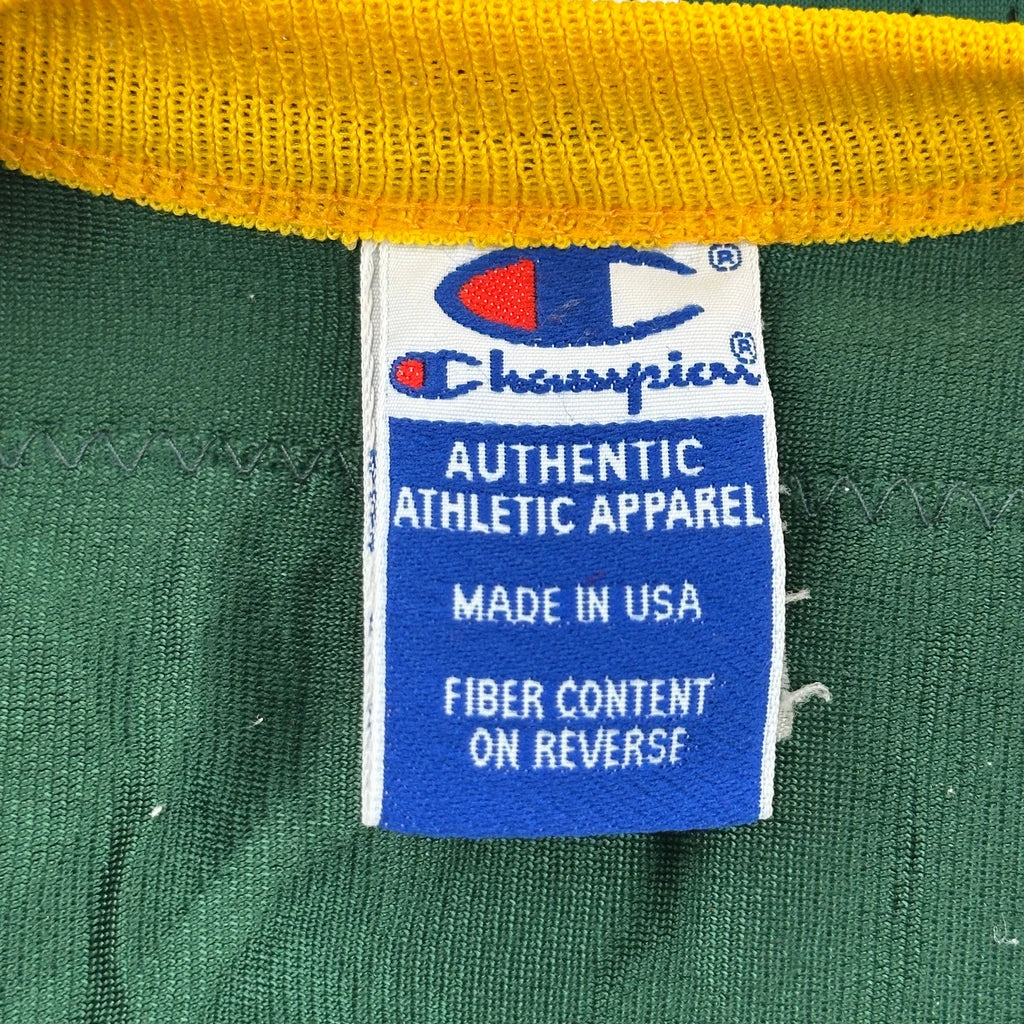 ®
Champion®
AUTHENTIC
ATHLETIC APPAREL
MADE IN USA
FIBER CONTENT
ON REVERSE